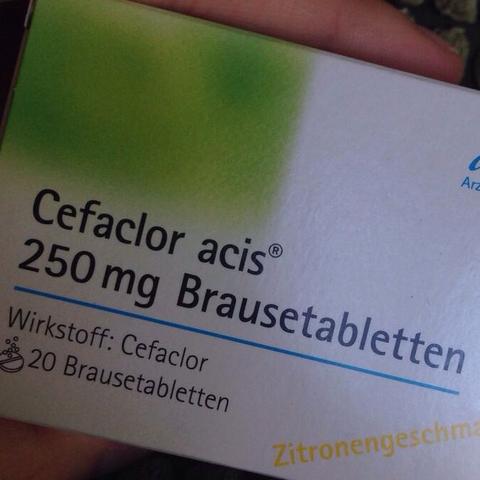 Cefaclor acis®
250 mg Brausetabletten
Wirkstoff: Cefaclor
20 Brausetabletten